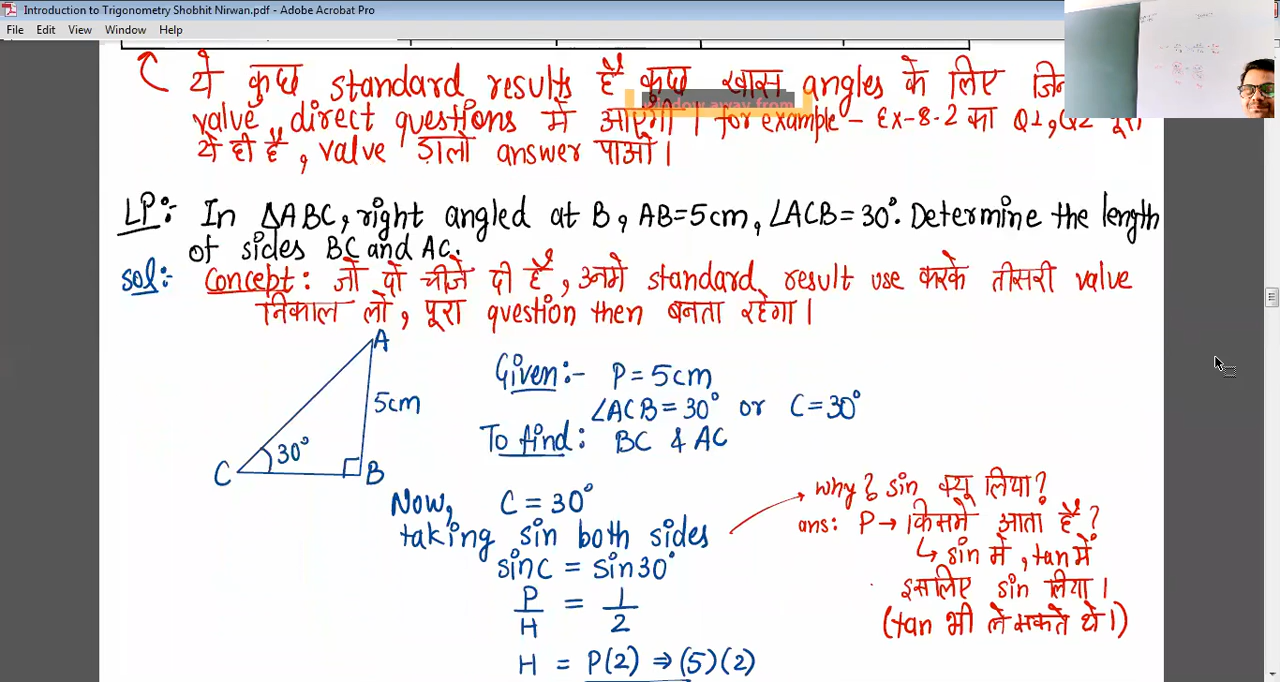 Introduction to Trigonometry Shobhit Nirwan.pdf - Adobe Acrobat Pro
File Edit View Window Help
ये कुछ standard results हैं कुछ खास angles के लिए जिन
value direct questions में आएंगी। for example - Ex-8.2 का Q1, Q2 पूरा
ये ही है, value डालो answer पाओ।
LP:- In ΔABC, right angled at B, AB=5cm, ∠ACB=30°. Determine the length
of sides BC and AC.
Sol:- Concept: जो दो चीजे दी हैं, उनमे standard result use करके तीसरी value
निकाल लो, पूरा question then बनता रहेगा।
A
Given:- P=5cm
5cm
∠ACB=30° or C=30°
To find: BC & AC
30°
C
B
Now, C=30°
taking sin both sides
sinC = sin30°
P/H = 1/2
H = P(2) ⇒ (5)(2)
why? sin क्यू लिया?
ans: P→ किसमे आता है?
↳ sin में, tan में
इसलिए sin लिया।
(tan भी ले सकते थे।)